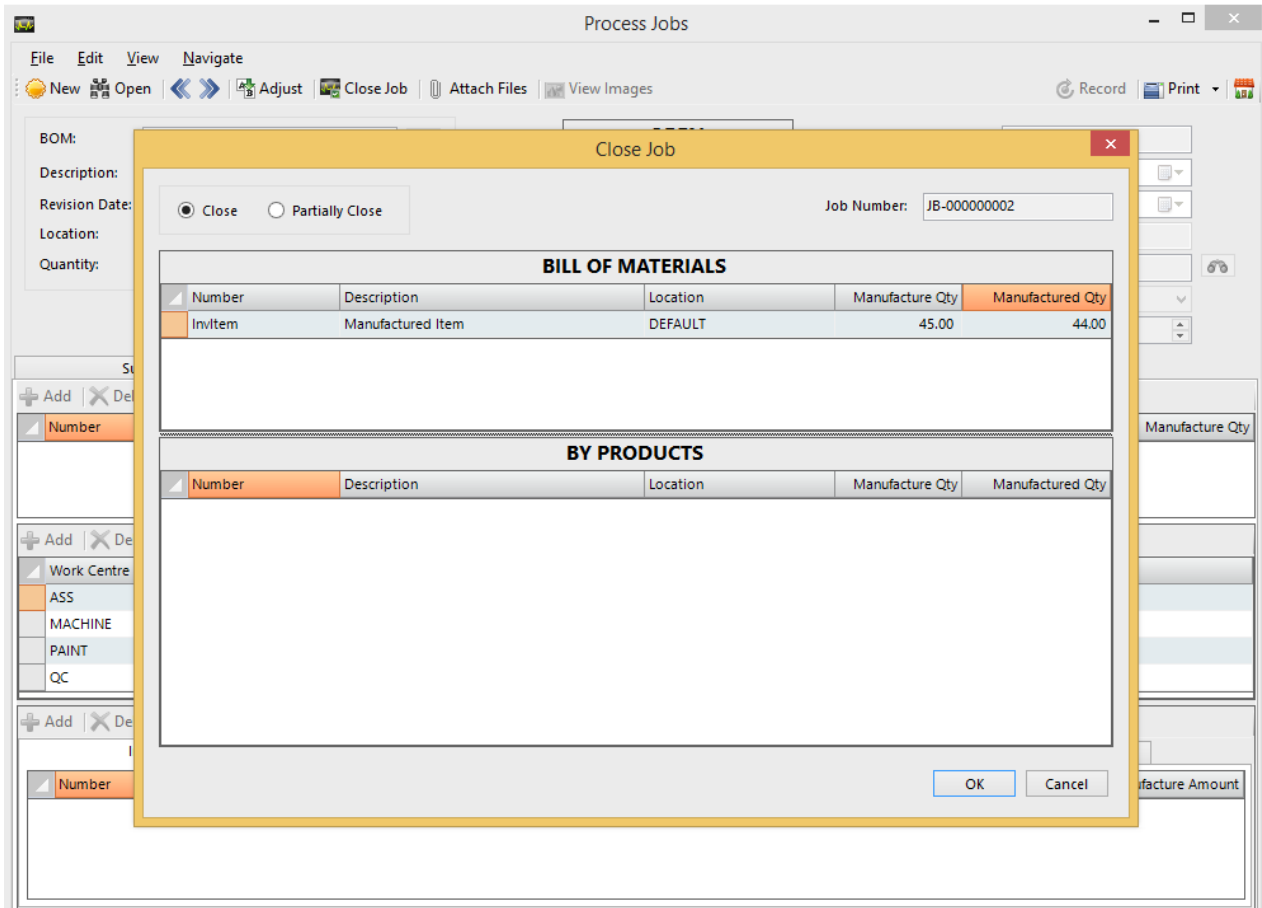 Process Jobs
File Edit View Navigate
New Open Adjust Close Job Attach Files View Images Record Print
BOM:
Close Job
Description:
Revision Date:
Close Partially Close Job Number: JB-000000002
Location:
Quantity:
BILL OF MATERIALS
Number Description Location Manufacture Qty Manufactured Qty
InvItem Manufactured Item DEFAULT 45.00 44.00
Add
Number Manufacture Qty
BY PRODUCTS
Number Description Location Manufacture Qty Manufactured Qty
Add
Work Centre
ASS
MACHINE
PAINT
QC
Add
Number Amount
OK Cancel